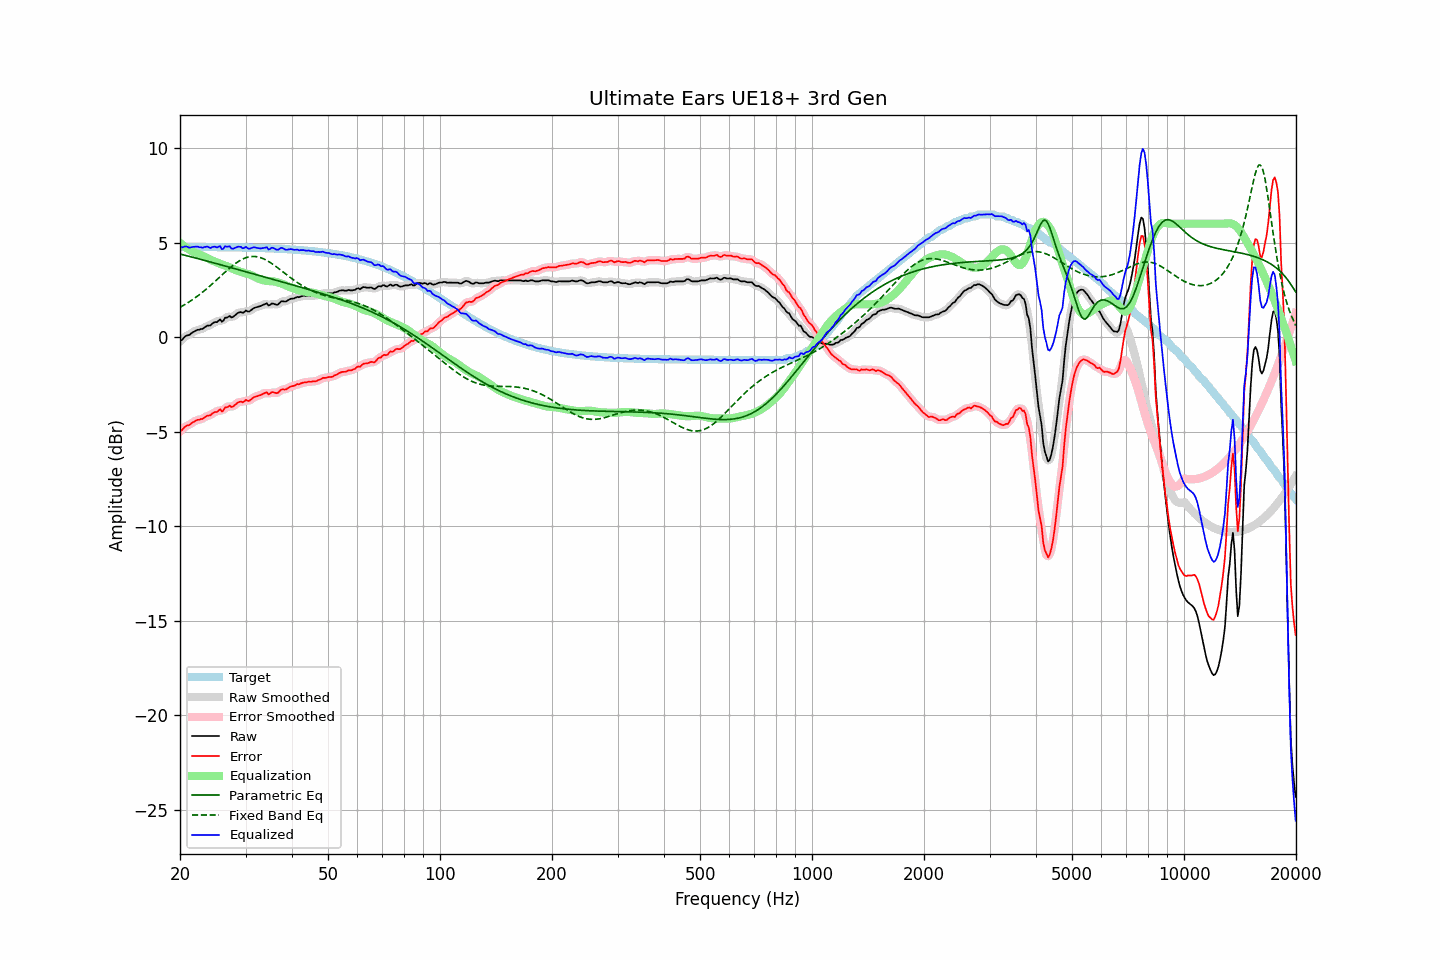 Ultimate Ears UE18+ 3rd Gen
Amplitude (dBr)
10
5
0
−5
−10
−15
−20
−25
Target
Raw Smoothed
Error Smoothed
Raw
Error
Equalization
Parametric Eq
Fixed Band Eq
Equalized
20 50 100 200 500 1000 2000 5000 10000 20000
Frequency (Hz)